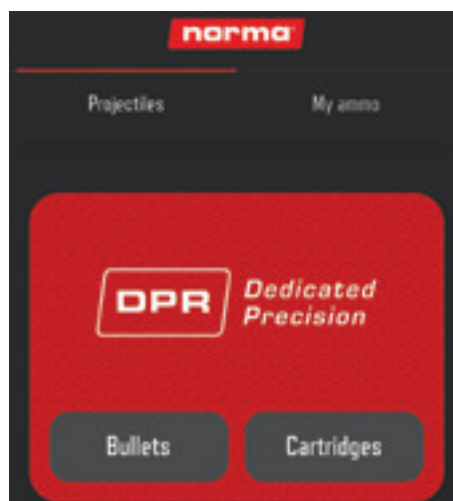 norma
Projectiles
My ammo
DPR
Dedicated
Precision
Bullets
Cartridges